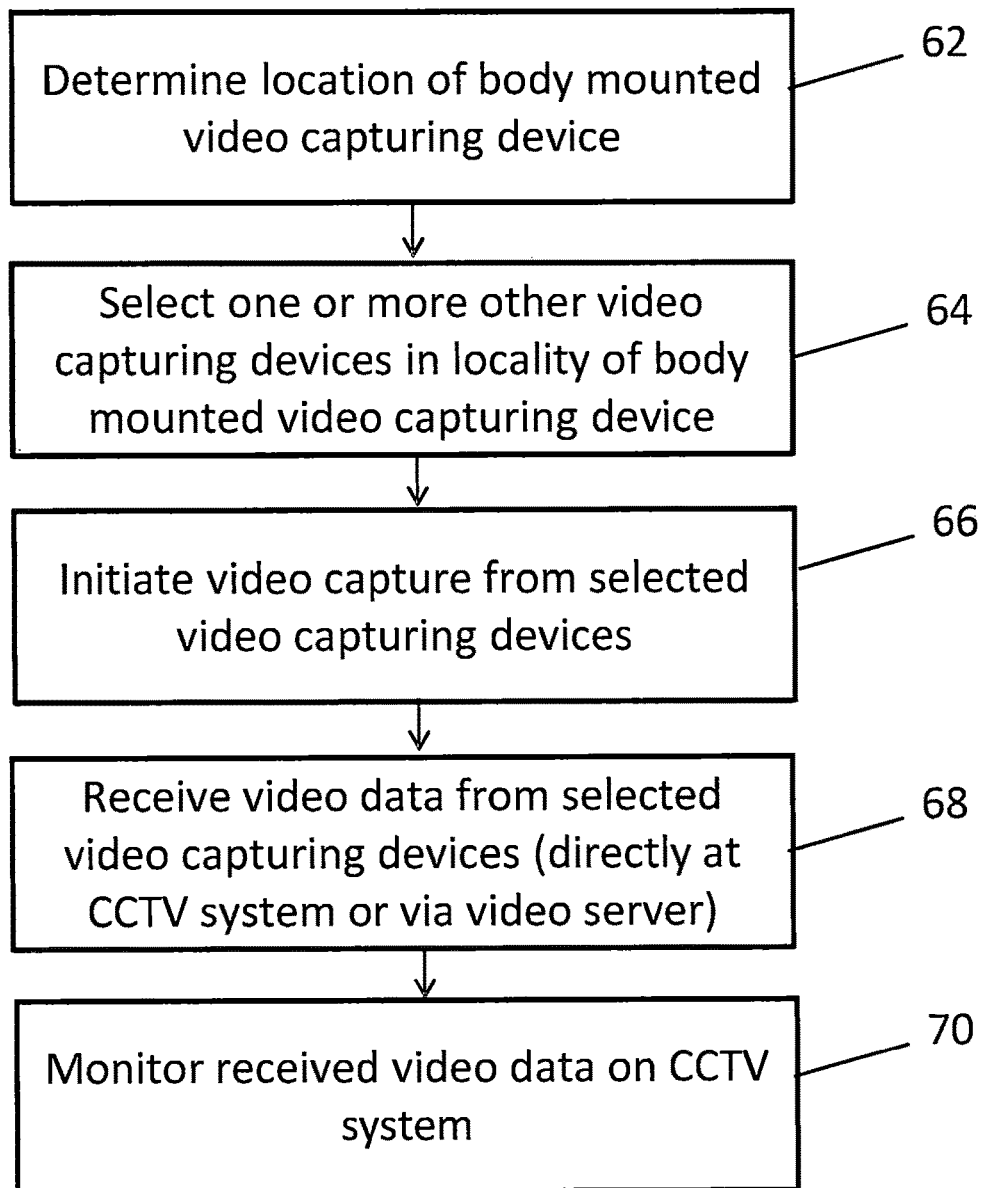 Determine location of body mounted
video capturing device
62
Select one or more other video
capturing devices in locality of body
mounted video capturing device
64
Initiate video capture from selected
video capturing devices
66
Receive video data from selected
video capturing devices (directly at
CCTV system or via video server)
68
Monitor received video data on CCTV
system
70